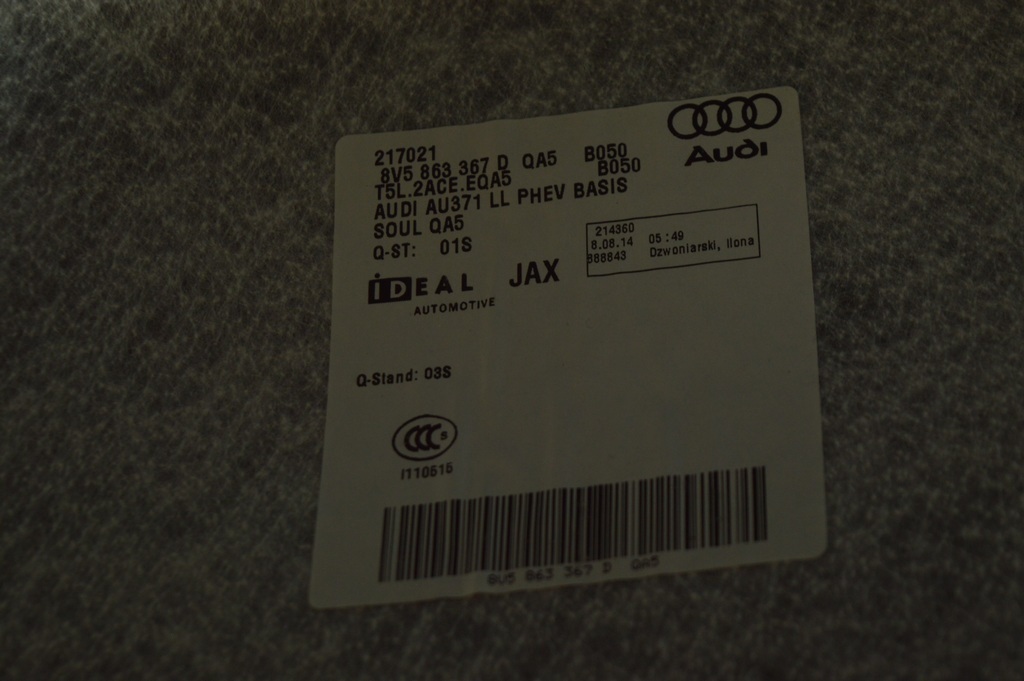 Audi
217021
8V5 863 367 D QA5 B050
T5L.2ACE.EQA5 B050
AUDI AU371 LL PHEV BASIS
SOUL QA5
Q-ST: 01S
214360
8.08.14 05:49
888843 Dzwoniarski, Ilona
iDEAL
AUTOMOTIVE
JAX
Q-Stand: 03S
CCC S
I110615
8V5 863 367 D QA5